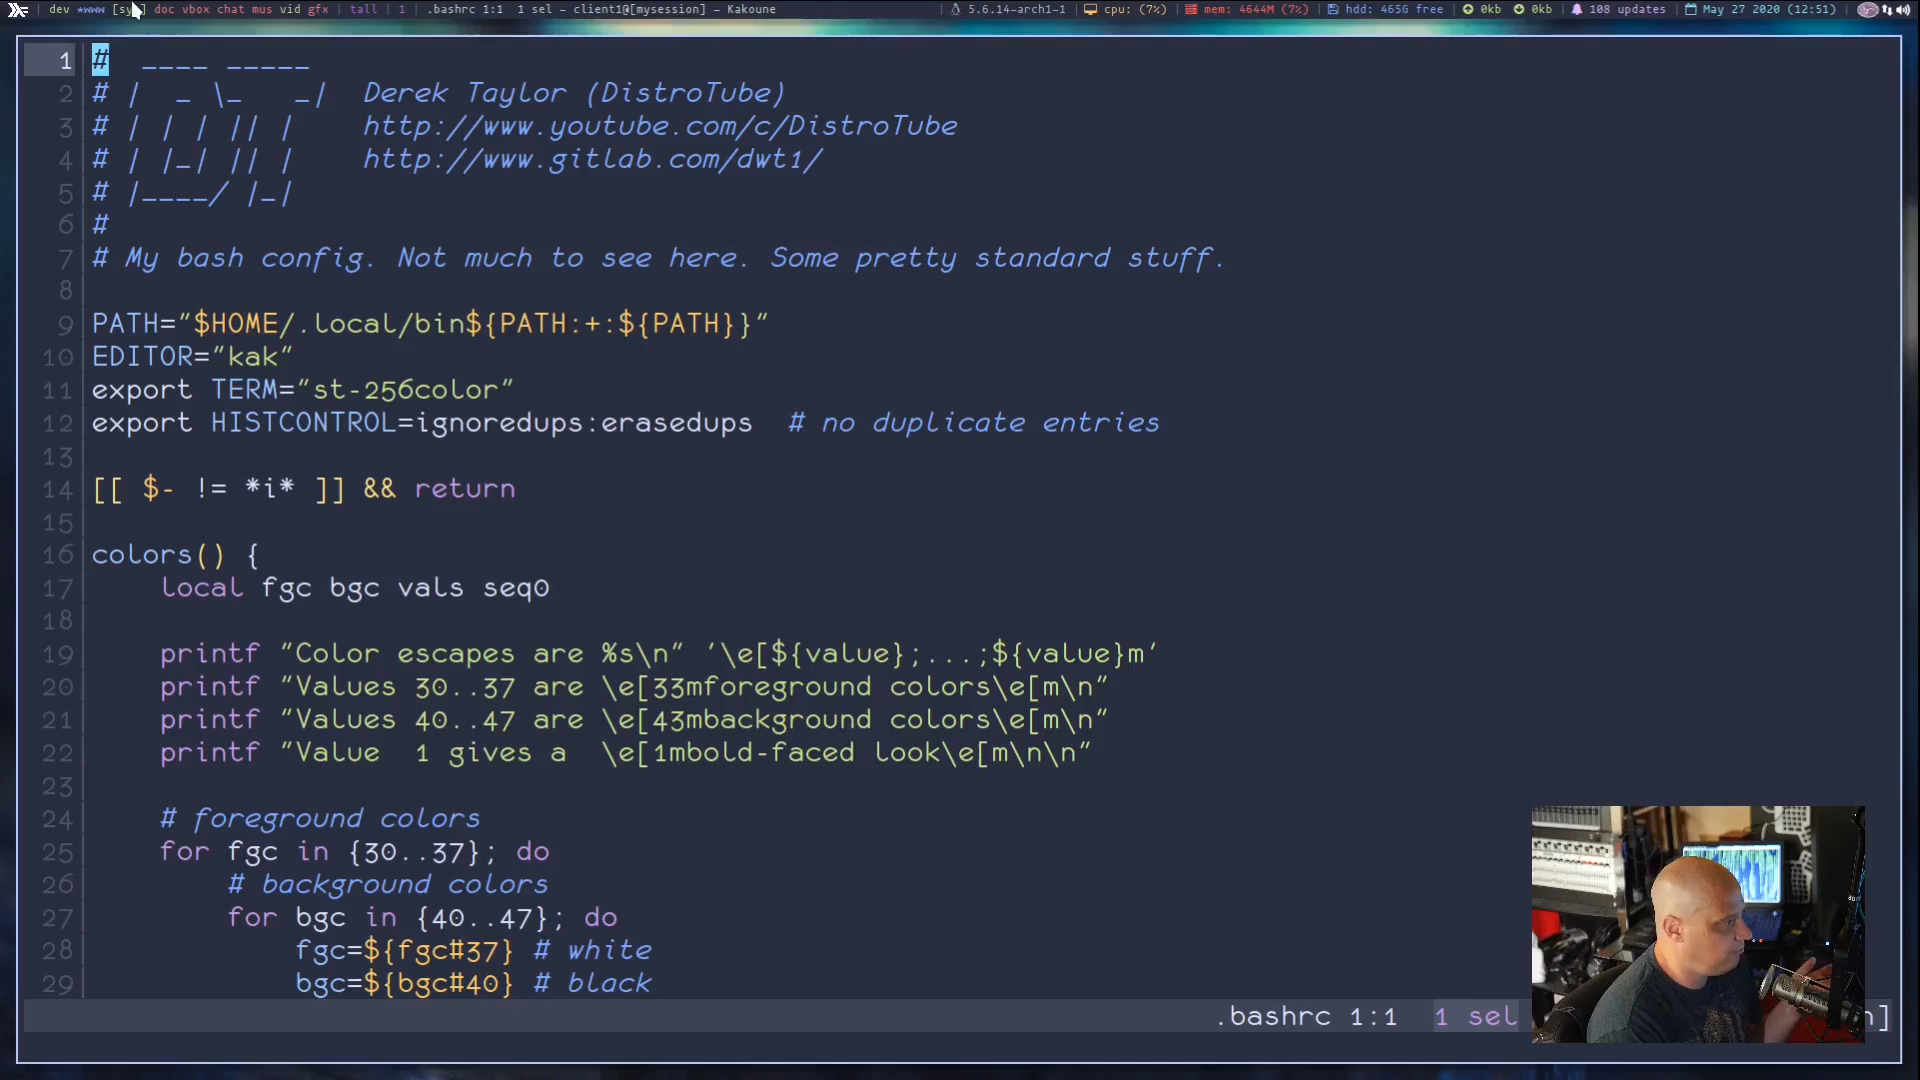 dev *www [sys] doc vbox chat mus vid gfx | tall | 1 | .bashrc 1:1 1 sel - client1@[mysession] - Kakoune | 5.6.14-arch1-1 | cpu: (7%) | mem: 4644M (7%) | hdd: 465G free | 0kb 0kb | 108 updates | May 27 2020 (12:51)
1 #  ____ _____
2 # |  _ \_   _|  Derek Taylor (DistroTube)
3 # | | | || |    http://www.youtube.com/c/DistroTube
4 # | |_| || |    http://www.gitlab.com/dwt1/
5 # |____/ |_|
6 #
7 # My bash config. Not much to see here. Some pretty standard stuff.
8
9 PATH="$HOME/.local/bin${PATH:+:${PATH}}"
10 EDITOR="kak"
11 export TERM="st-256color"
12 export HISTCONTROL=ignoredups:erasedups  # no duplicate entries
13
14 [[ $- != *i* ]] && return
15
16 colors() {
17     local fgc bgc vals seq0
18
19     printf "Color escapes are %s\n" '\e[${value};...;${value}m'
20     printf "Values 30..37 are \e[33mforeground colors\e[m\n"
21     printf "Values 40..47 are \e[43mbackground colors\e[m\n"
22     printf "Value  1 gives a  \e[1mbold-faced look\e[m\n\n"
23
24     # foreground colors
25     for fgc in {30..37}; do
26         # background colors
27         for bgc in {40..47}; do
28             fgc=${fgc#37} # white
29             bgc=${bgc#40} # black
.bashrc 1:1  1 sel